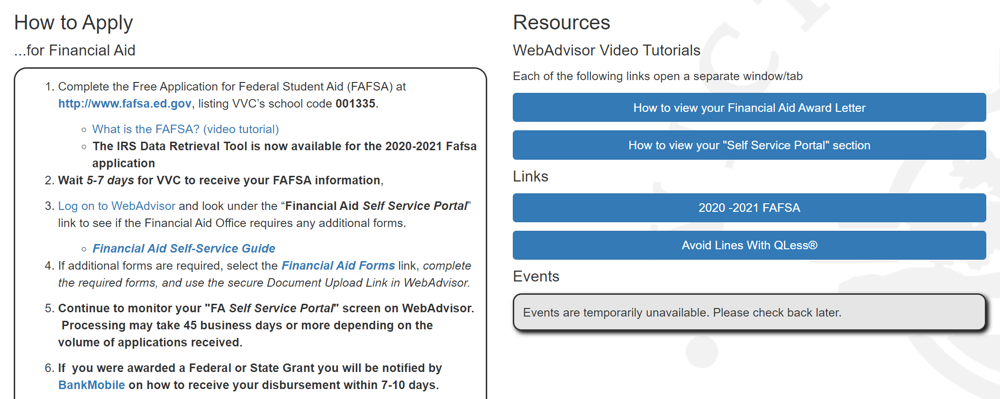 How to Apply
...for Financial Aid
1. Complete the Free Application for Federal Student Aid (FAFSA) at
http://www.fafsa.ed.gov, listing VVC’s school code 001335.
What is the FAFSA? (video tutorial)
The IRS Data Retrieval Tool is now available for the 2020-2021 Fafsa
application
2. Wait 5-7 days for VVC to receive your FAFSA information,
3. Log on to WebAdvisor and look under the “Financial Aid Self Service Portal”
link to see if the Financial Aid Office requires any additional forms.
Financial Aid Self-Service Guide
4. If additional forms are required, select the Financial Aid Forms link, complete
the required forms, and use the secure Document Upload Link in WebAdvisor.
5. Continue to monitor your "FA Self Service Portal" screen on WebAdvisor.
Processing may take 45 business days or more depending on the
volume of applications received.
6. If you were awarded a Federal or State Grant you will be notified by
BankMobile on how to receive your disbursement within 7-10 days.
Resources
WebAdvisor Video Tutorials
Each of the following links open a separate window/tab
How to view your Financial Aid Award Letter
How to view your "Self Service Portal" section
Links
2020 -2021 FAFSA
Avoid Lines With QLess®
Events
Events are temporarily unavailable. Please check back later.